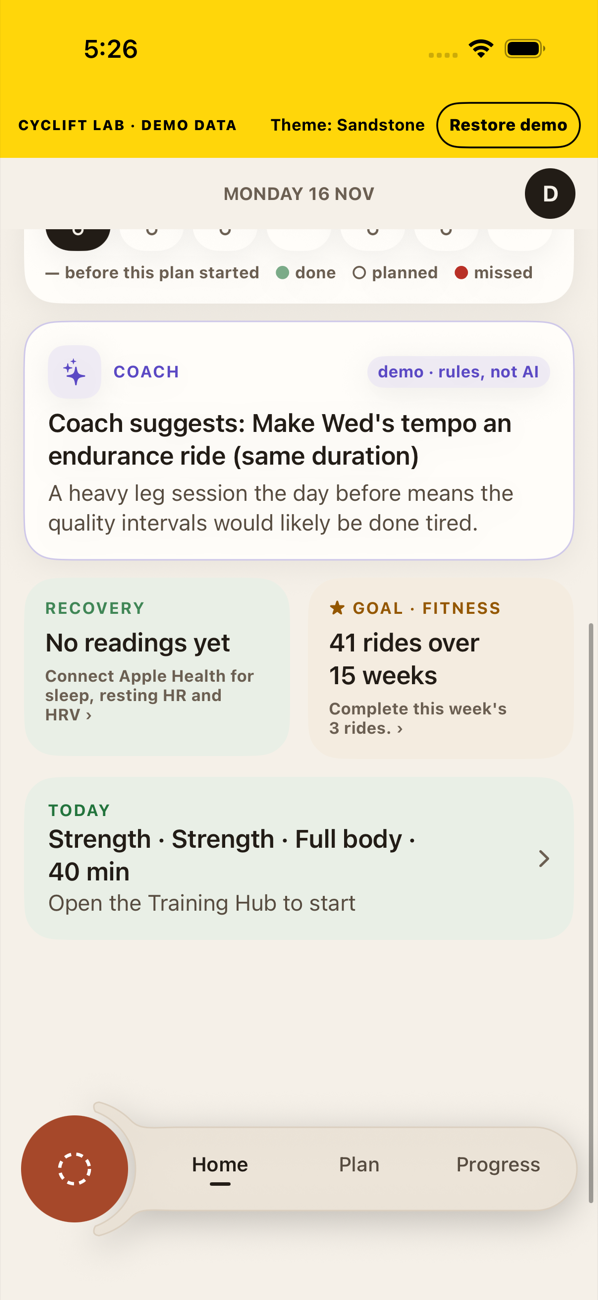 5:26
CYCLIFT LAB · DEMO DATA
Theme: Sandstone
Restore demo
MONDAY 16 NOV
D
— before this plan started
done
planned
missed
COACH
demo · rules, not AI
Coach suggests: Make Wed's tempo an
endurance ride (same duration)
A heavy leg session the day before means the
quality intervals would likely be done tired.
RECOVERY
No readings yet
Connect Apple Health for
sleep, resting HR and
HRV ›
★ GOAL · FITNESS
41 rides over
15 weeks
Complete this week's
3 rides. ›
TODAY
Strength · Strength · Full body ·
40 min
Open the Training Hub to start
Home
Plan
Progress